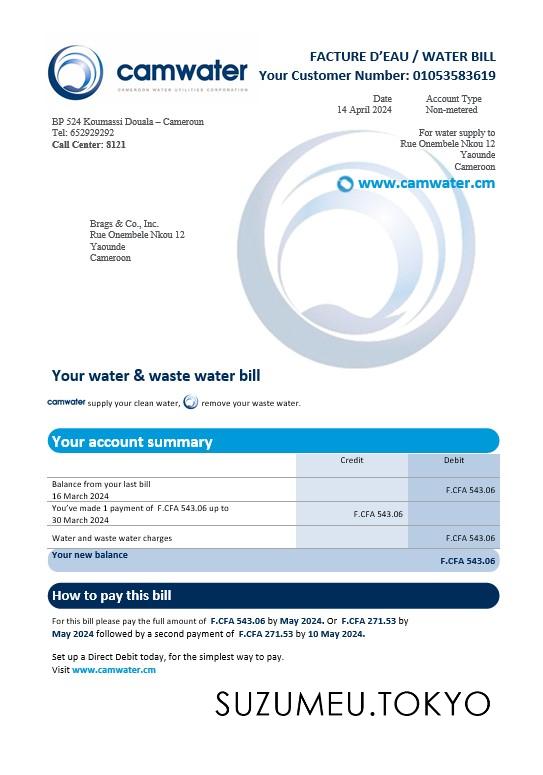 camwater
CAMEROON WATER UTILITIES CORPORATION
FACTURE D'EAU / WATER BILL
Your Customer Number: 01053583619
Date Account Type
14 April 2024 Non-metered
BP 524 Koumassi Douala – Cameroun
Tel: 652929292
Call Center: 8121
For water supply to
Rue Onembele Nkou 12
Yaounde
Cameroon
www.camwater.cm
Brags & Co., Inc.
Rue Onembele Nkou 12
Yaounde
Cameroon
Your water & waste water bill
camwater supply your clean water, remove your waste water.
Your account summary
Credit Debit
Balance from your last bill
16 March 2024 F.CFA 543.06
You've made 1 payment of F.CFA 543.06 up to
30 March 2024 F.CFA 543.06
Water and waste water charges F.CFA 543.06
Your new balance F.CFA 543.06
How to pay this bill
For this bill please pay the full amount of F.CFA 543.06 by May 2024. Or F.CFA 271.53 by
May 2024 followed by a second payment of F.CFA 271.53 by 10 May 2024.
Set up a Direct Debit today, for the simplest way to pay.
Visit www.camwater.cm
SUZUMEU.TOKYO